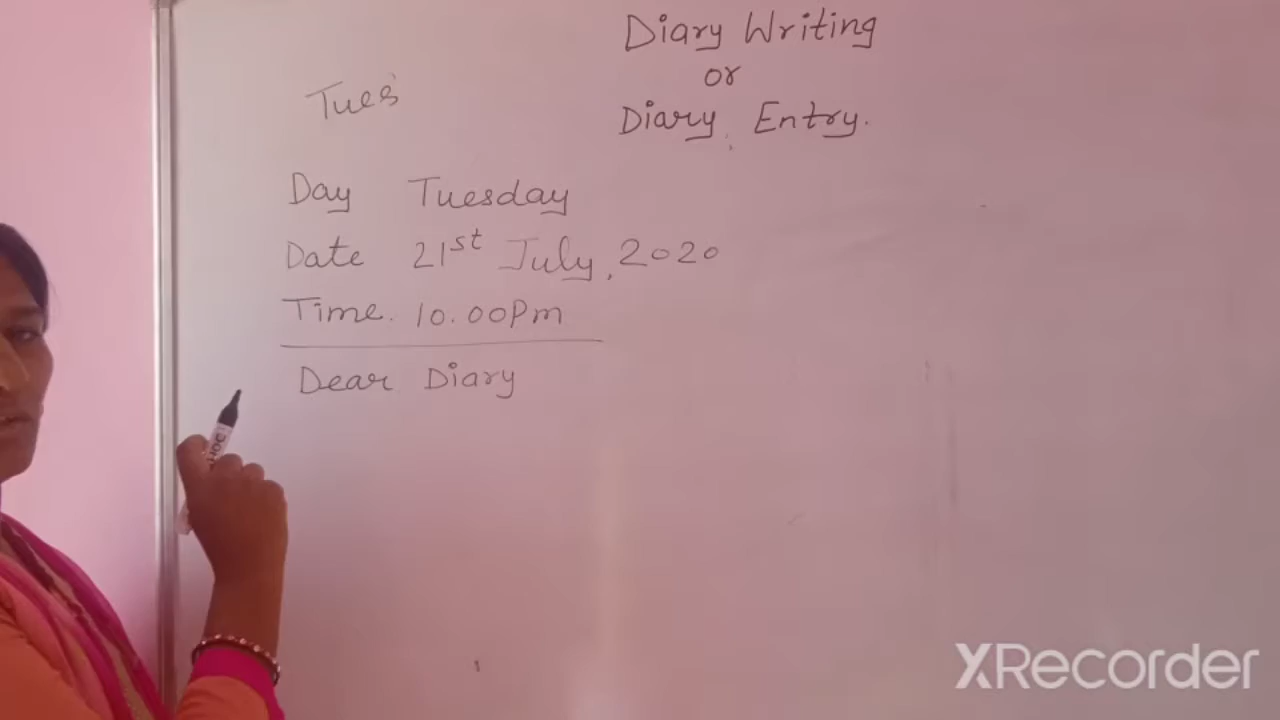 Diary Writing
or
Diary Entry.
Tues
Day Tuesday
Date 21st July, 2020
Time. 10.00Pm
Dear Diary
XRecorder